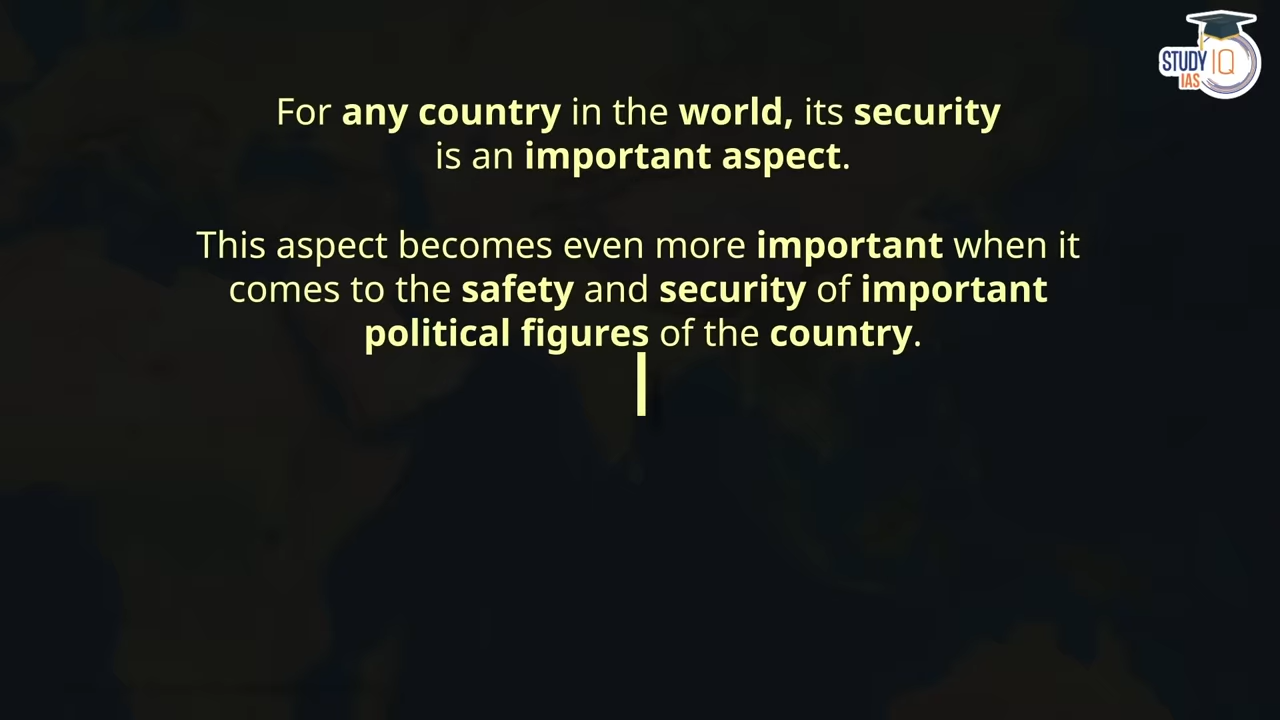 STUDY IQ
IAS
For any country in the world, its security
is an important aspect.
This aspect becomes even more important when it
comes to the safety and security of important
political figures of the country.